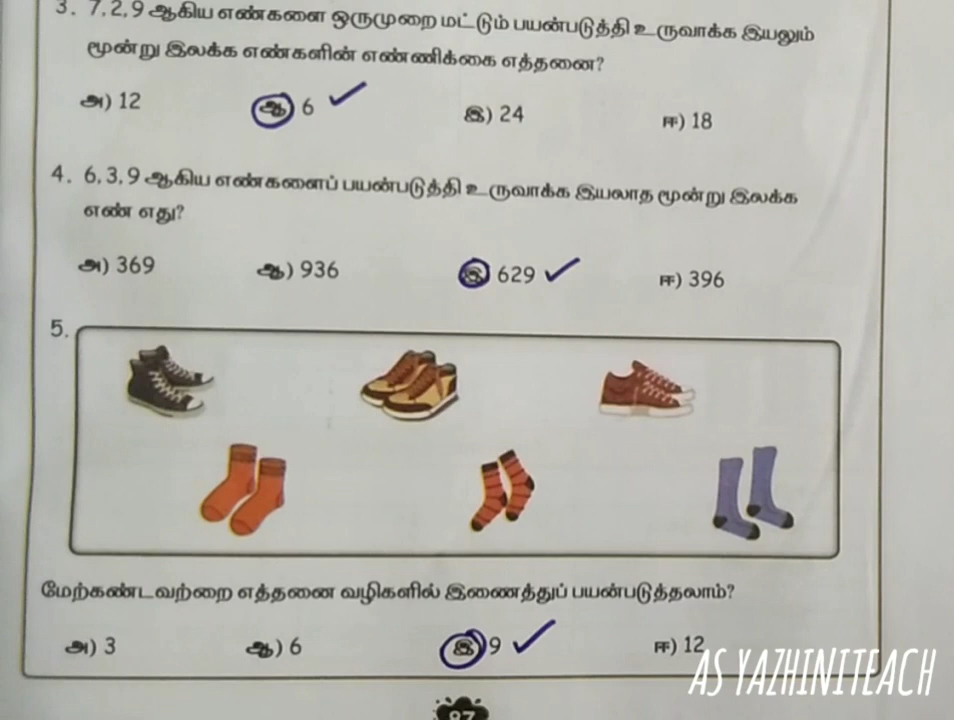 3. 7, 2, 9 ஆகிய எண்களை ஒருமுறை மட்டும் பயன்படுத்தி உருவாக்க இயலும்
மூன்று இலக்க எண்களின் எண்ணிக்கை எத்தனை?
அ) 12 ஆ) 6 இ) 24 ஈ) 18
4. 6, 3, 9 ஆகிய எண்களைப் பயன்படுத்தி உருவாக்க இயலாத மூன்று இலக்க
எண் எது?
அ) 369 ஆ) 936 இ) 629 ஈ) 396
5.
மேற்கண்டவற்றை எத்தனை வழிகளில் இணைத்துப் பயன்படுத்தலாம்?
அ) 3 ஆ) 6 இ) 9 ஈ) 12
AS YAZHINITEACH